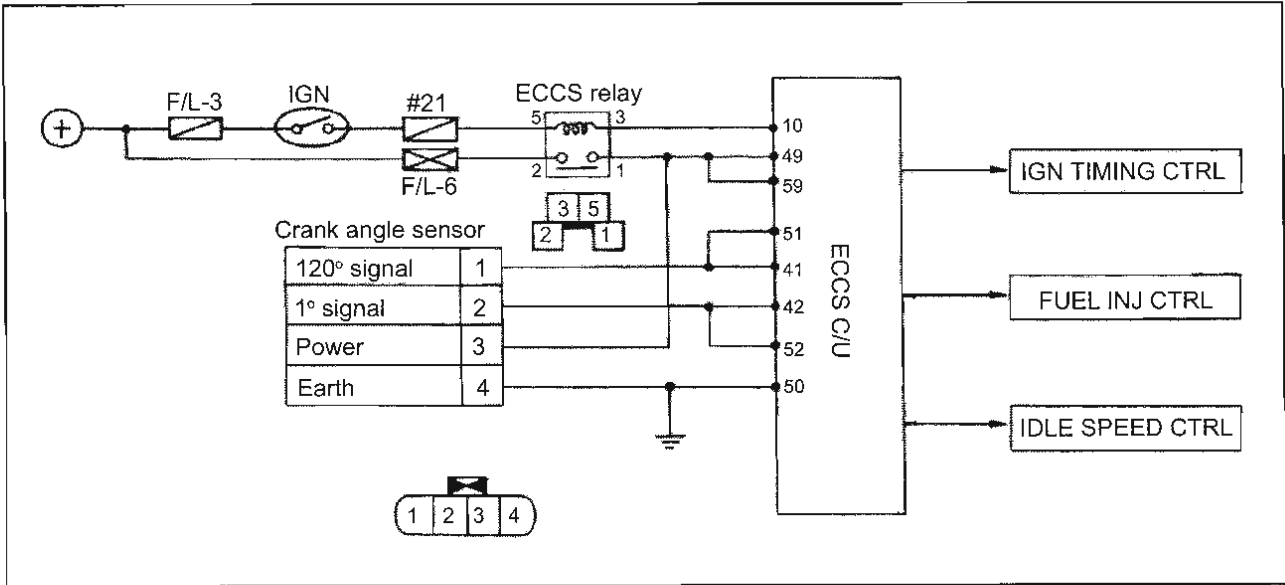 F/L-3 IGN #21 ECCS relay
5 3
+
10
49
2 1
F/L-6
59
3 5
2 1
Crank angle sensor
120° signal 1
1° signal 2
Power 3
Earth 4
51
41
42
52
50
ECCS C/U
IGN TIMING CTRL
FUEL INJ CTRL
IDLE SPEED CTRL
1 2 3 4